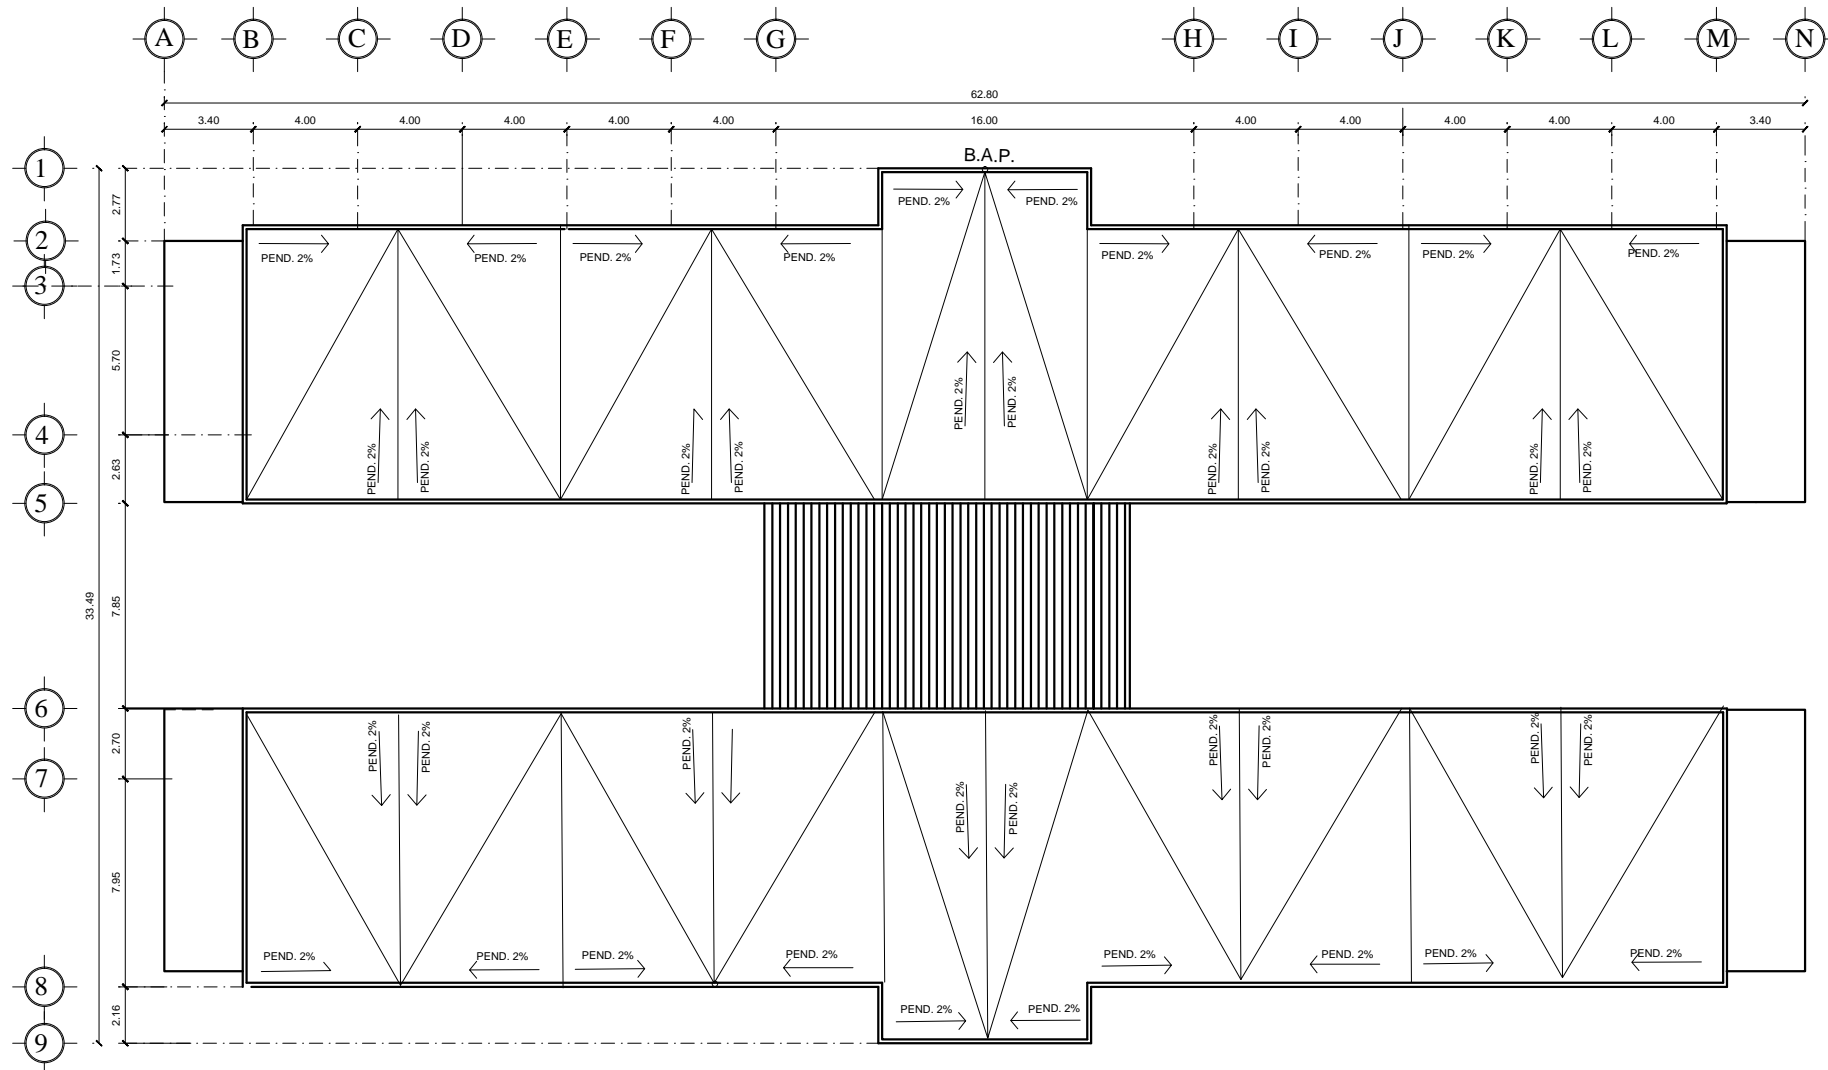 A B C D E F G H I J K L M N
62.80
3.40 4.00 4.00 4.00 4.00 4.00 16.00 4.00 4.00 4.00 4.00 4.00 3.40
B.A.P.
1
2.77
PEND. 2% PEND. 2%
2
PEND. 2% PEND. 2% PEND. 2% PEND. 2% PEND. 2% PEND. 2% PEND. 2% PEND. 2%
1.73
3
5.70
PEND. 2% PEND. 2%
4
2.63
PEND. 2% PEND. 2% PEND. 2% PEND. 2% PEND. 2% PEND. 2% PEND. 2% PEND. 2%
5
33.49
7.85
6
2.70
PEND. 2% PEND. 2% PEND. 2% PEND. 2% PEND. 2% PEND. 2% PEND. 2%
7
PEND. 2% PEND. 2%
7.95
PEND. 2% PEND. 2% PEND. 2% PEND. 2% PEND. 2% PEND. 2% PEND. 2% PEND. 2%
8
2.16
PEND. 2% PEND. 2%
9